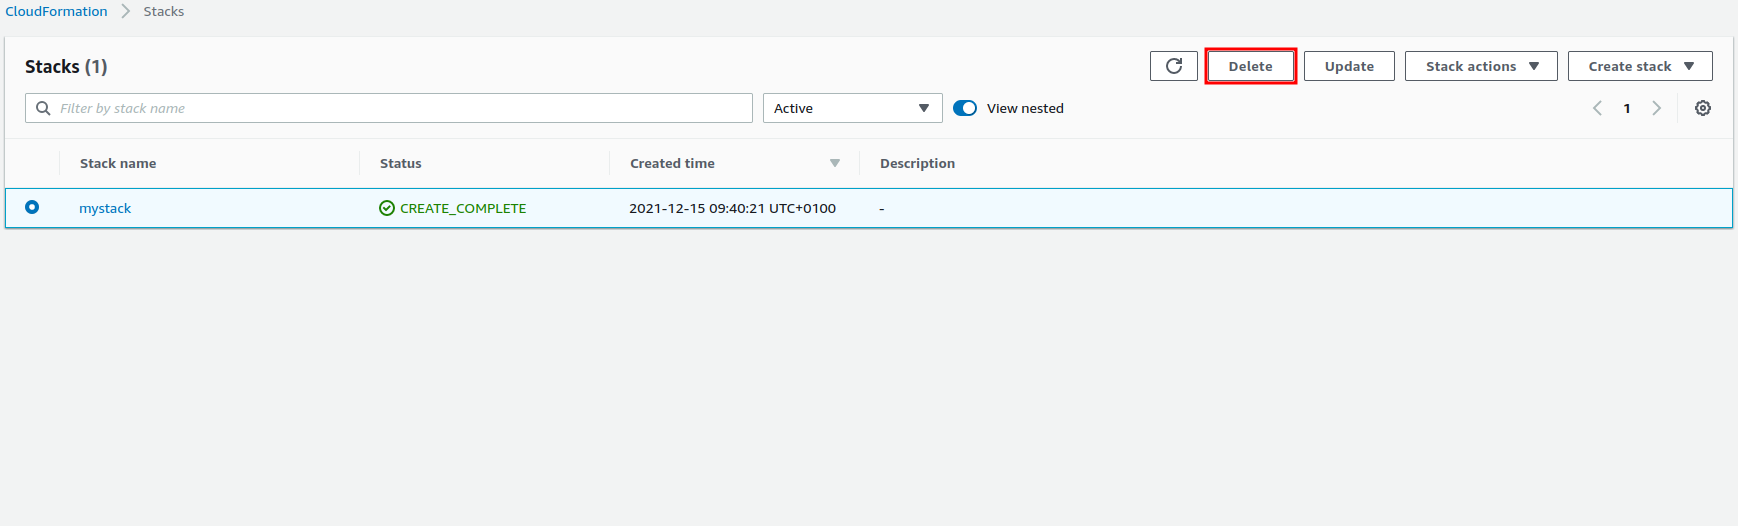 CloudFormation > Stacks
Stacks (1) Delete Update Stack actions Create stack
Filter by stack name Active View nested 1
Stack name Status Created time Description
mystack CREATE_COMPLETE 2021-12-15 09:40:21 UTC+0100 -